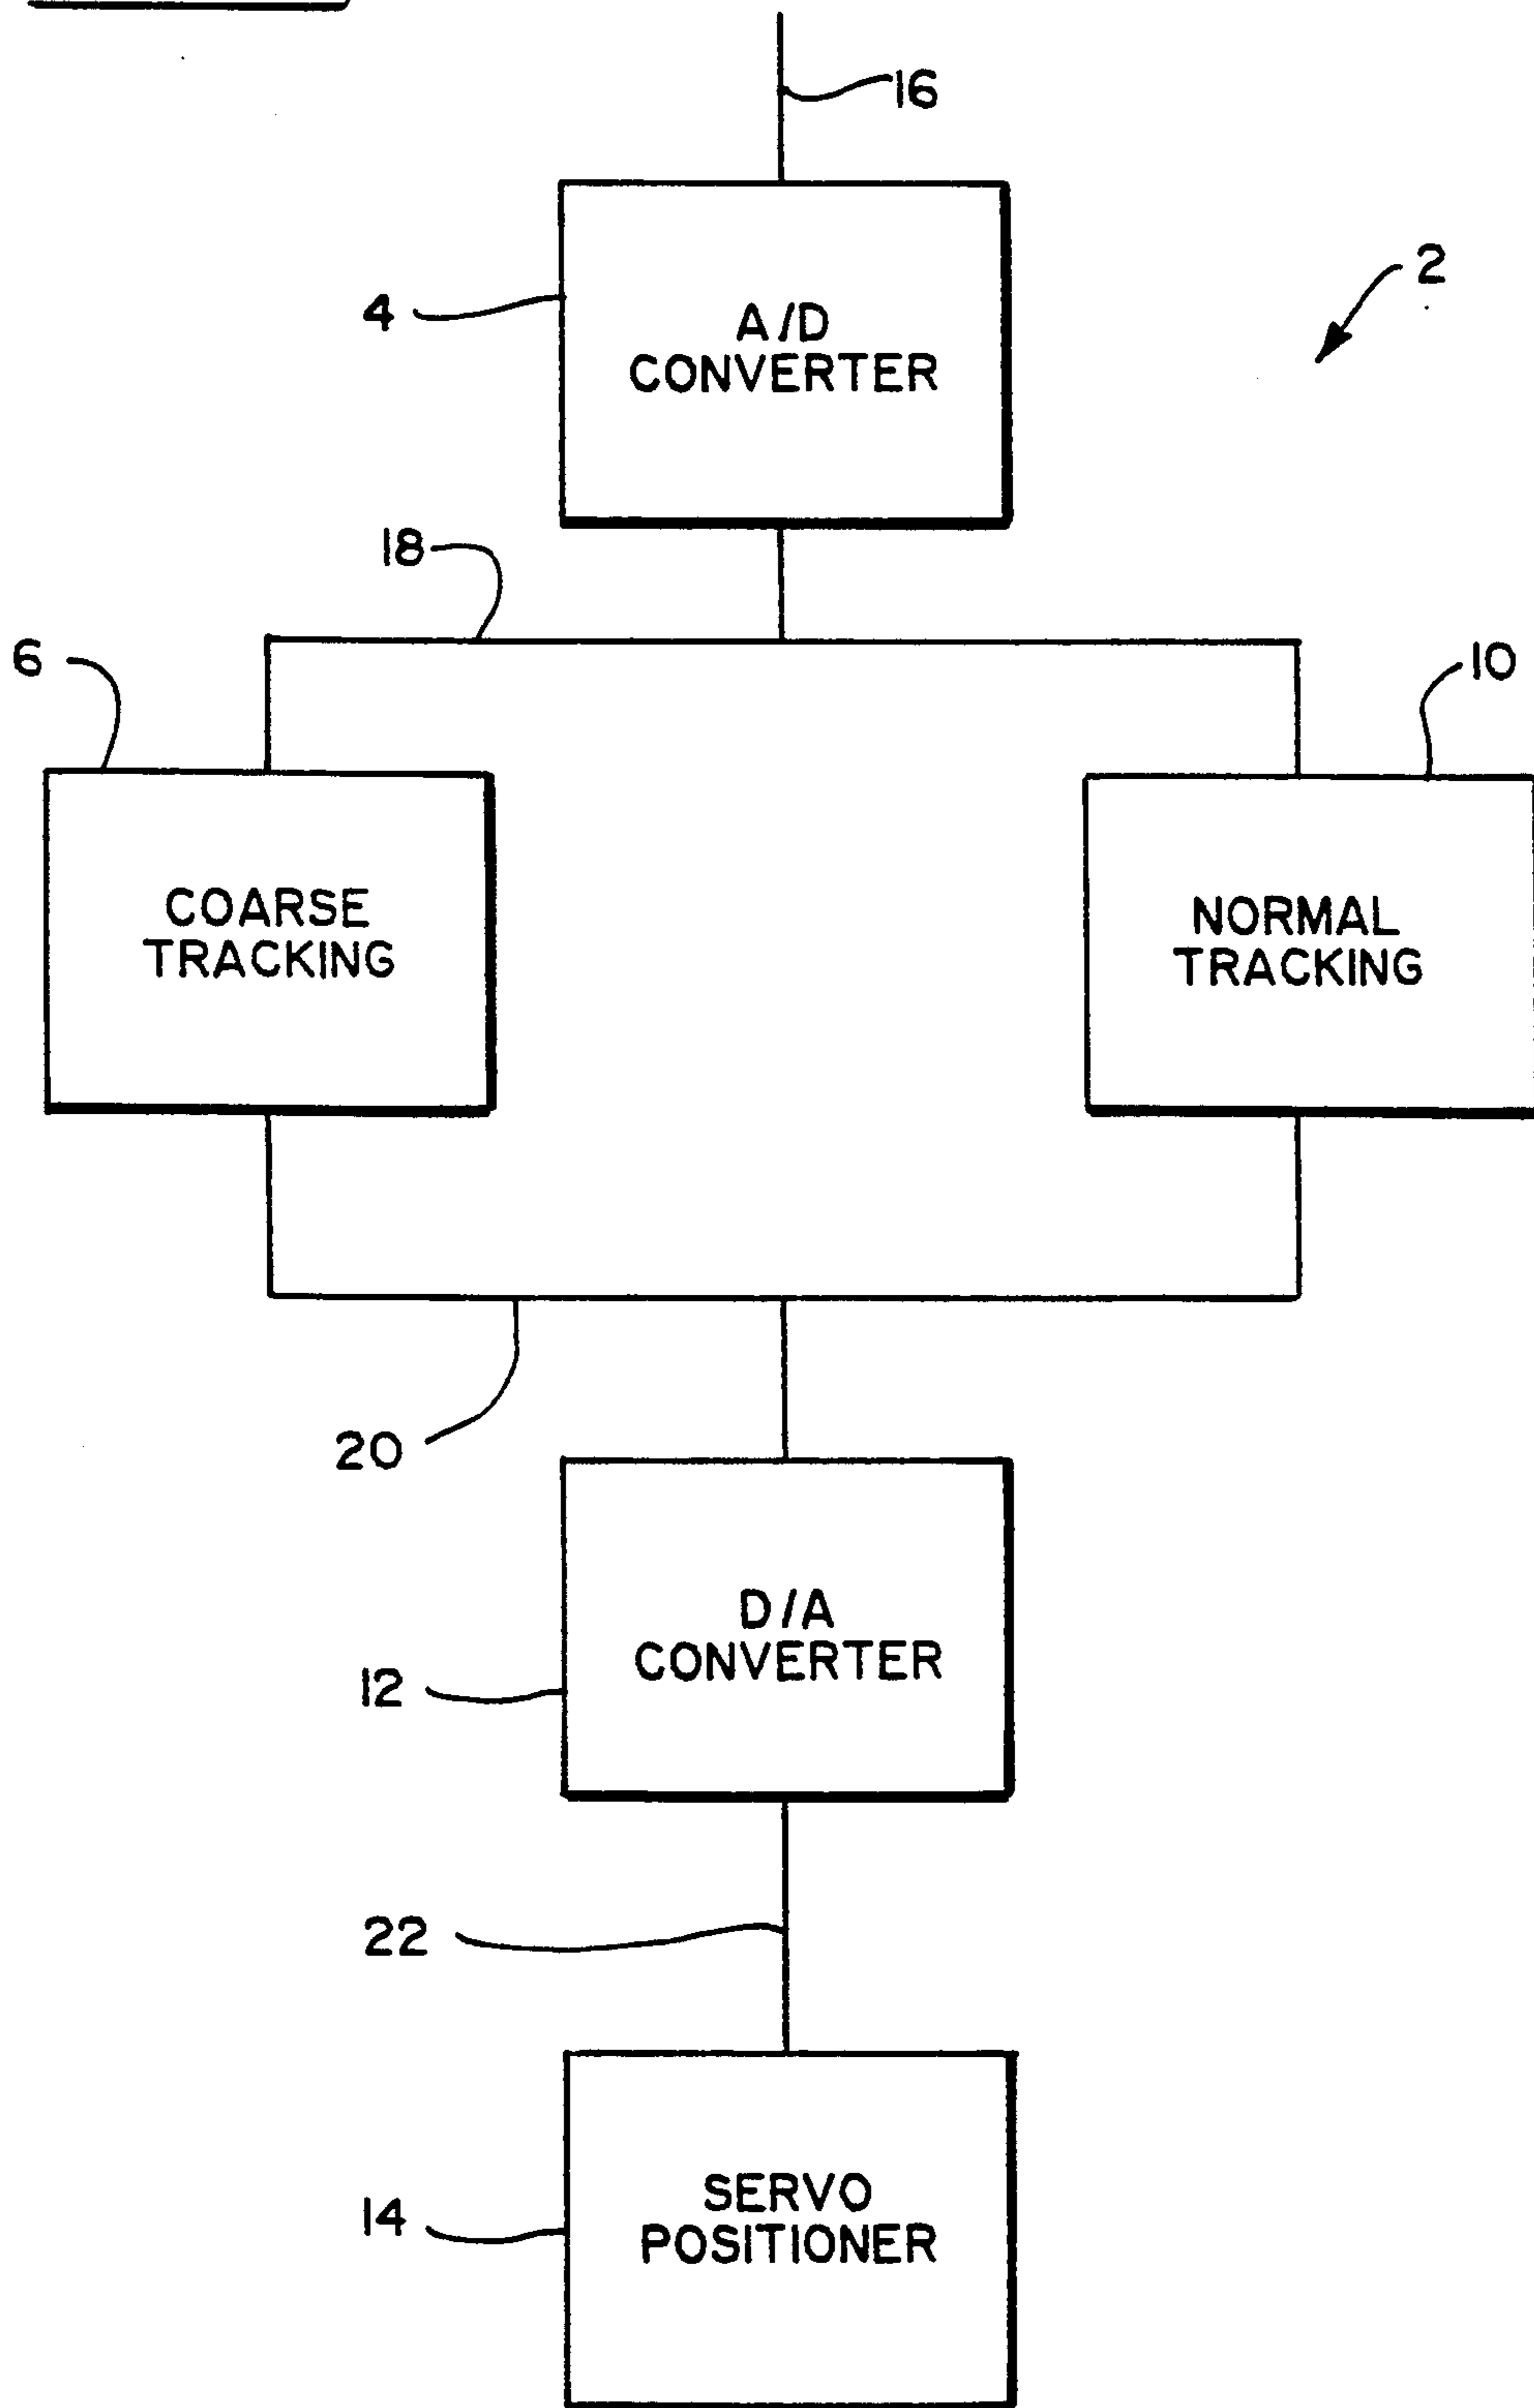 16
2
4
A/D
CONVERTER
18
6
10
COARSE
TRACKING
NORMAL
TRACKING
20
D/A
CONVERTER
12
22
SERVO
POSITIONER
14